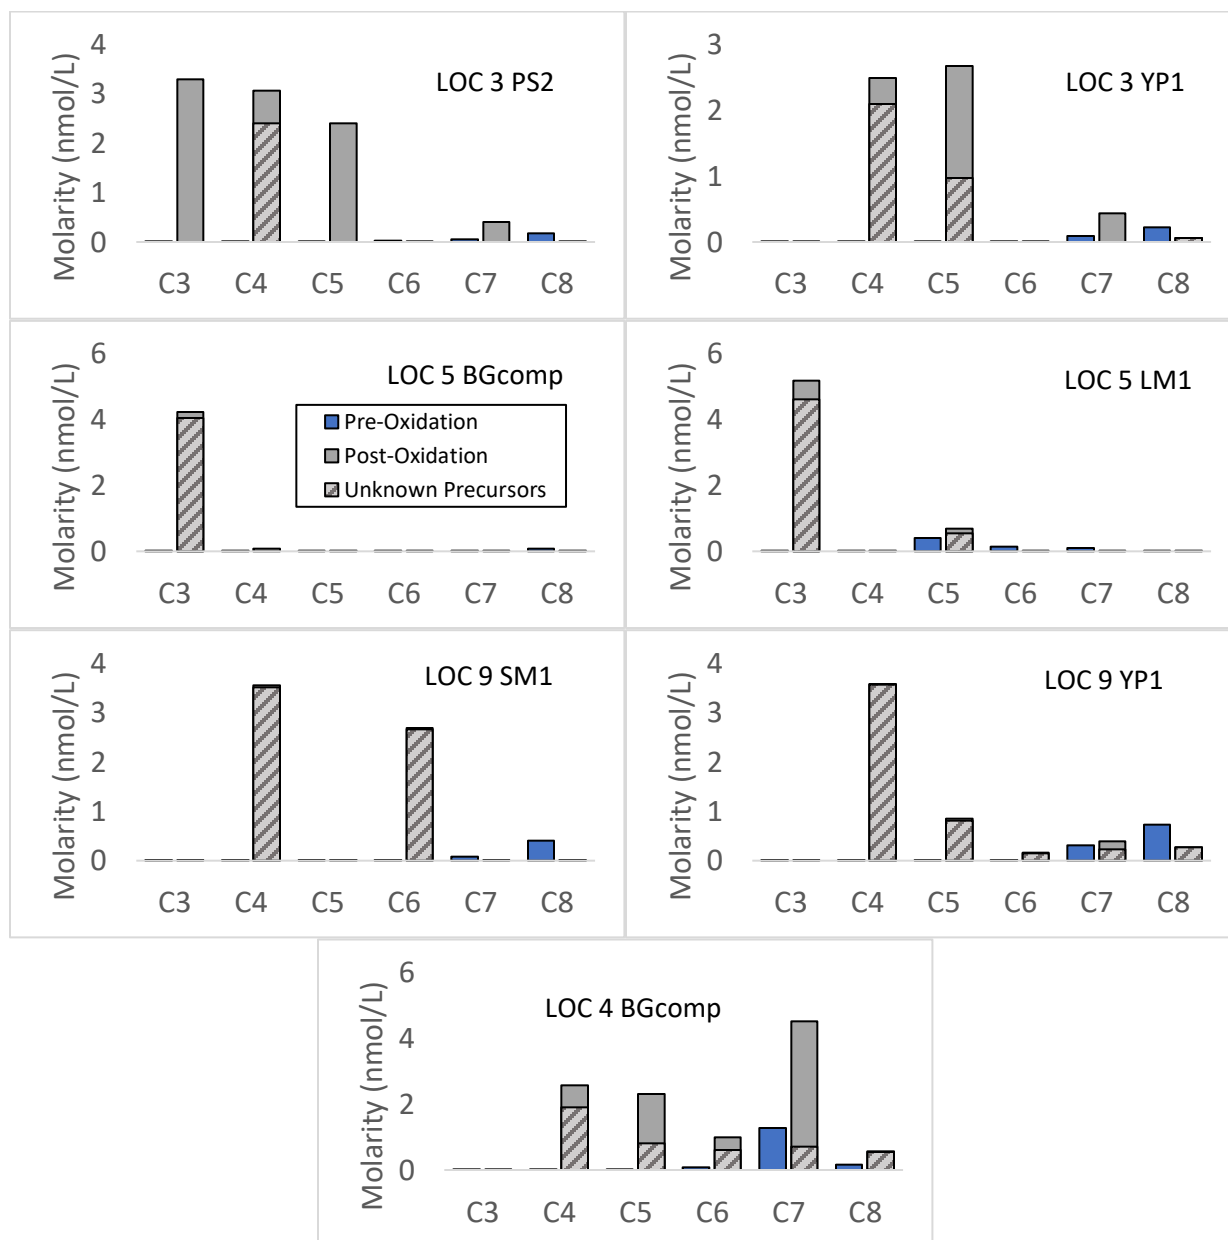 LOC 3 PS2
Molarity (nmol/L)
4
3
2
1
0
C3 C4 C5 C6 C7 C8
LOC 3 YP1
Molarity (nmol/L)
3
2
1
0
C3 C4 C5 C6 C7 C8
LOC 5 BGcomp
Molarity (nmol/L)
6
4
2
0
Pre-Oxidation
Post-Oxidation
Unknown Precursors
C3 C4 C5 C6 C7 C8
LOC 5 LM1
Molarity (nmol/L)
6
4
2
0
C3 C4 C5 C6 C7 C8
LOC 9 SM1
Molarity (nmol/L)
4
3
2
1
0
C3 C4 C5 C6 C7 C8
LOC 9 YP1
Molarity (nmol/L)
4
3
2
1
0
C3 C4 C5 C6 C7 C8
LOC 4 BGcomp
Molarity (nmol/L)
6
4
2
0
C3 C4 C5 C6 C7 C8